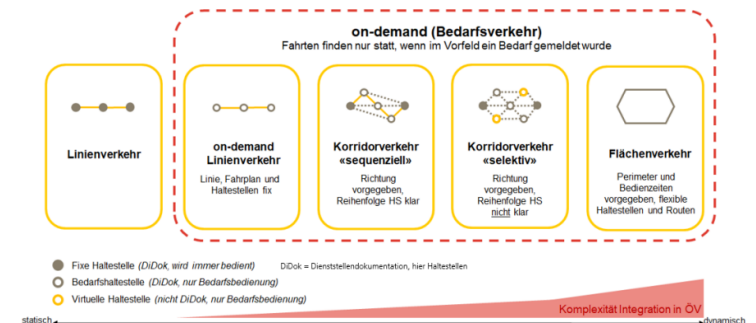 on-demand (Bedarfsverkehr)
Fahrten finden nur statt, wenn im Vorfeld ein Bedarf gemeldet wurde
Linienverkehr
on-demand
Linienverkehr
Linie, Fahrplan und
Haltestellen fix
Korridorverkehr
«sequenziell»
Richtung
vorgegeben,
Reihenfolge HS klar
Korridorverkehr
«selektiv»
Richtung
vorgegeben,
Reihenfolge HS
nicht klar
Flächenverkehr
Perimeter und
Bedienzeiten
vorgegeben, flexible
Haltestellen und Routen
Fixe Haltestelle (DiDok, wird immer bedient)
DiDok = Dienststellendokumentation, hier Haltestellen
Bedarfshaltestelle (DiDok, nur Bedarfsbedienung)
Virtuelle Haltestelle (nicht DiDok, nur Bedarfsbedienung)
Komplexität Integration in ÖV
statisch
dynamisch